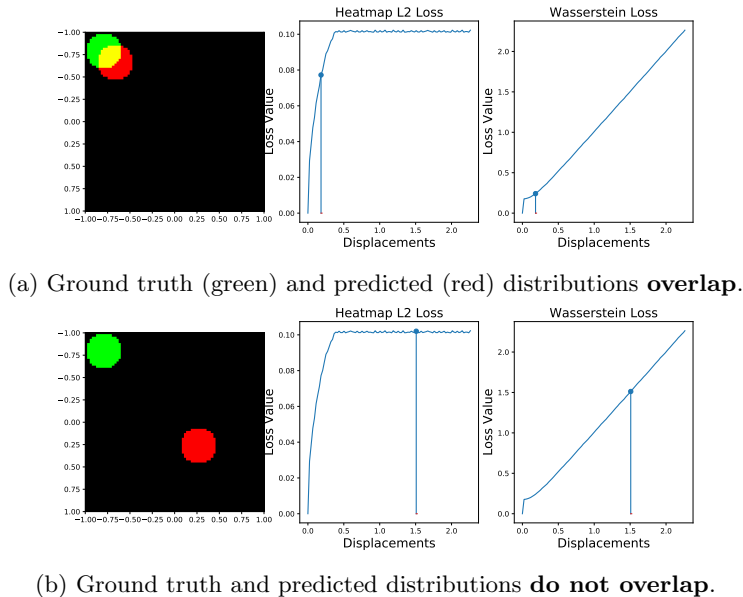 Heatmap L2 Loss Wasserstein Loss
−1.00
−0.75
−0.50
−0.25
0.00
0.25
0.50
0.75
1.00
−1.00 −0.75 −0.50 −0.25 0.00 0.25 0.50 0.75 1.00
Loss Value
0.10
0.08
0.06
0.04
0.02
0.00
0.0 0.5 1.0 1.5 2.0
Displacements
Loss Value
2.0
1.5
1.0
0.5
0.0
0.0 0.5 1.0 1.5 2.0
Displacements
(a) Ground truth (green) and predicted (red) distributions overlap.
Heatmap L2 Loss Wasserstein Loss
−1.00
−0.75
−0.50
−0.25
0.00
0.25
0.50
0.75
1.00
−1.00 −0.75 −0.50 −0.25 0.00 0.25 0.50 0.75 1.00
Loss Value
0.10
0.08
0.06
0.04
0.02
0.00
0.0 0.5 1.0 1.5 2.0
Displacements
Loss Value
2.0
1.5
1.0
0.5
0.0
0.0 0.5 1.0 1.5 2.0
Displacements
(b) Ground truth and predicted distributions do not overlap.